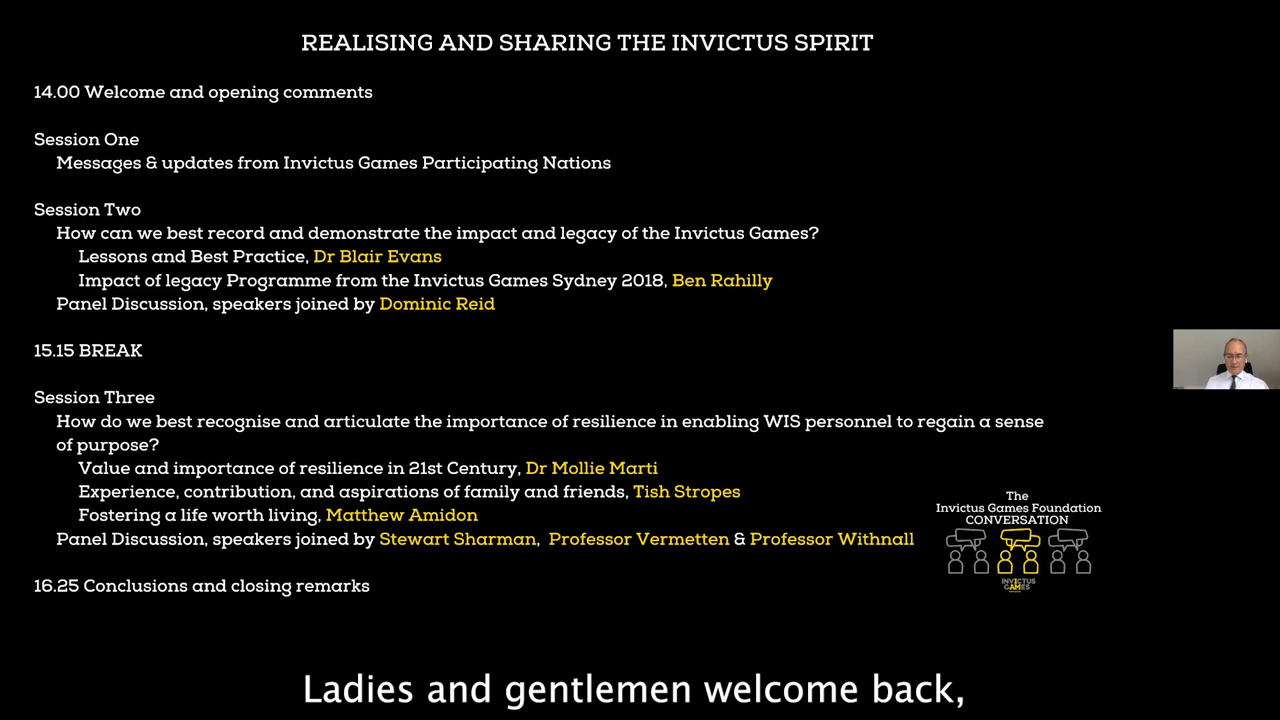 REALISING AND SHARING THE INVICTUS SPIRIT
14.00 Welcome and opening comments
Session One
Messages & updates from Invictus Games Participating Nations
Session Two
How can we best record and demonstrate the impact and legacy of the Invictus Games?
Lessons and Best Practice, Dr Blair Evans
Impact of legacy Programme from the Invictus Games Sydney 2018, Ben Rahilly
Panel Discussion, speakers joined by Dominic Reid
15.15 BREAK
Session Three
How do we best recognise and articulate the importance of resilience in enabling WIS personnel to regain a sense
of purpose?
Value and importance of resilience in 21st Century, Dr Mollie Marti
Experience, contribution, and aspirations of family and friends, Tish Stropes
Fostering a life worth living, Matthew Amidon
Panel Discussion, speakers joined by Stewart Sharman, Professor Vermetten & Professor Withnall
16.25 Conclusions and closing remarks
The
Invictus Games Foundation
CONVERSATION
INVICTUS
GAMES
Ladies and gentlemen welcome back,